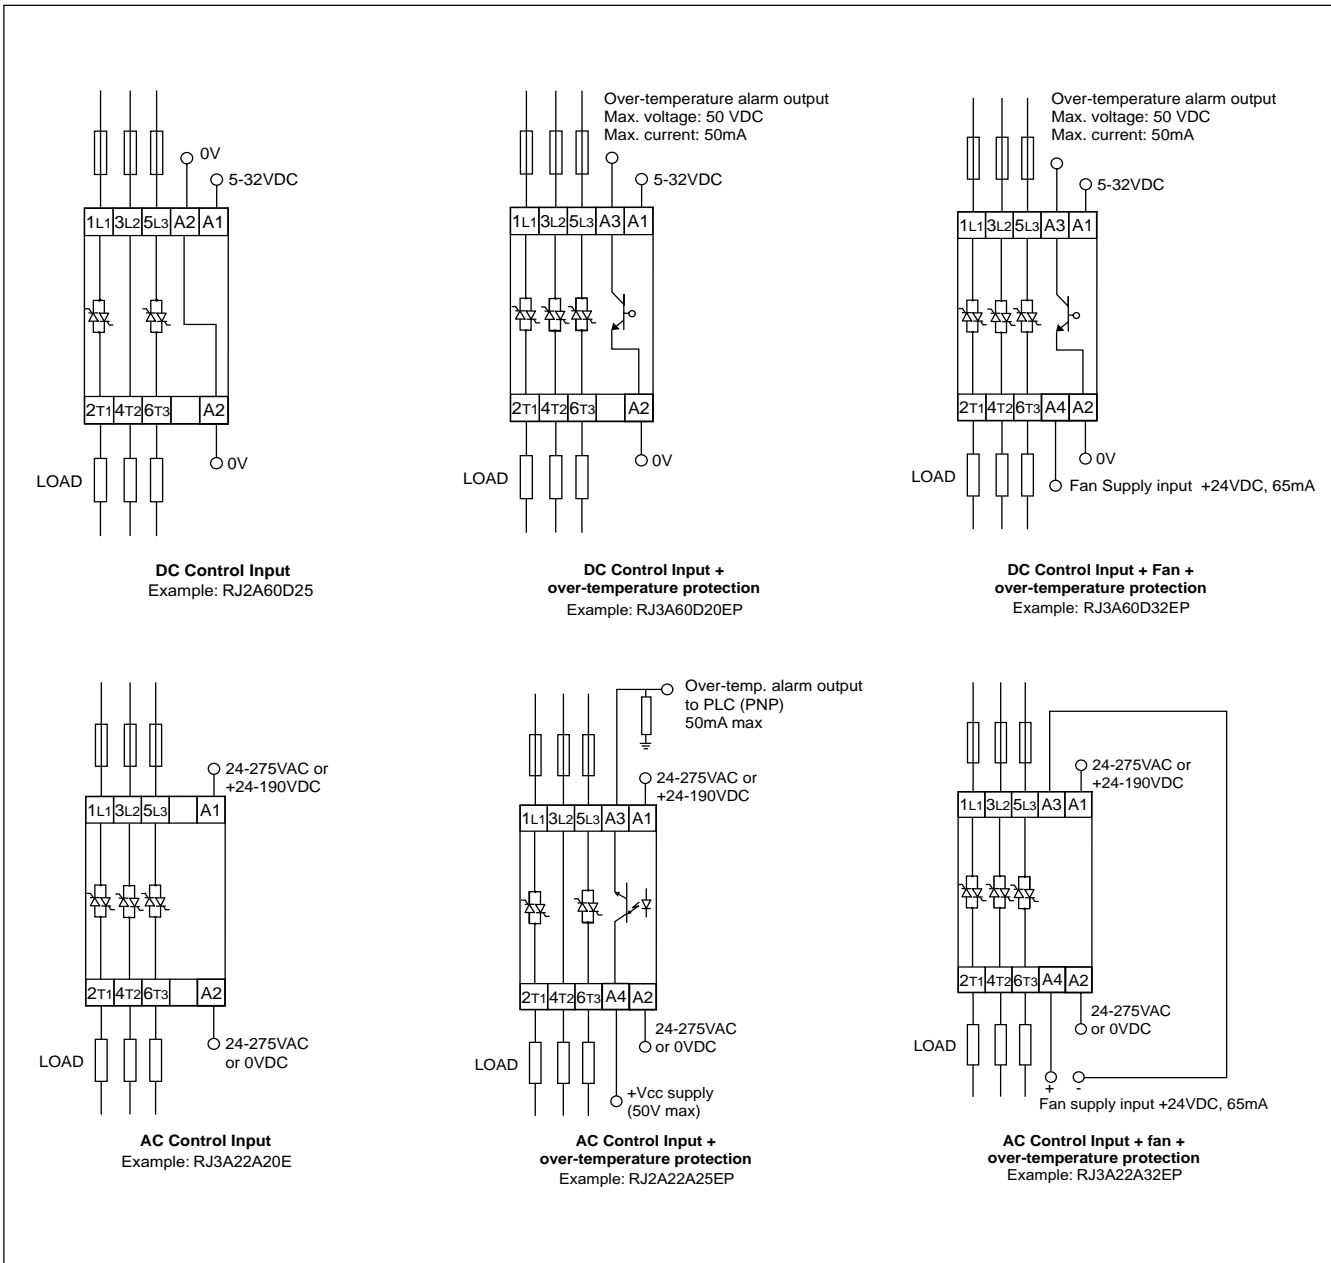 0V
5-32VDC
1L1 3L2 5L3 A2 A1
2T1 4T2 6T3 A2
0V
LOAD
DC Control Input
Example: RJ2A60D25
Over-temperature alarm output
Max. voltage: 50 VDC
Max. current: 50mA
5-32VDC
1L1 3L2 5L3 A3 A1
2T1 4T2 6T3 A2
0V
LOAD
DC Control Input +
over-temperature protection
Example: RJ3A60D20EP
Over-temperature alarm output
Max. voltage: 50 VDC
Max. current: 50mA
5-32VDC
1L1 3L2 5L3 A3 A1
2T1 4T2 6T3 A4 A2
0V
LOAD
Fan Supply input +24VDC, 65mA
DC Control Input + Fan +
over-temperature protection
Example: RJ3A60D32EP
24-275VAC or
+24-190VDC
1L1 3L2 5L3 A1
2T1 4T2 6T3 A2
24-275VAC
or 0VDC
LOAD
AC Control Input
Example: RJ3A22A20E
Over-temp. alarm output
to PLC (PNP)
50mA max
24-275VAC or
+24-190VDC
1L1 3L2 5L3 A3 A1
2T1 4T2 6T3 A4 A2
24-275VAC
or 0VDC
LOAD
+Vcc supply
(50V max)
AC Control Input +
over-temperature protection
Example: RJ2A22A25EP
24-275VAC or
+24-190VDC
1L1 3L2 5L3 A3 A1
2T1 4T2 6T3 A4 A2
24-275VAC
or 0VDC
LOAD
+ -
Fan supply input +24VDC, 65mA
AC Control Input + fan +
over-temperature protection
Example: RJ3A22A32EP